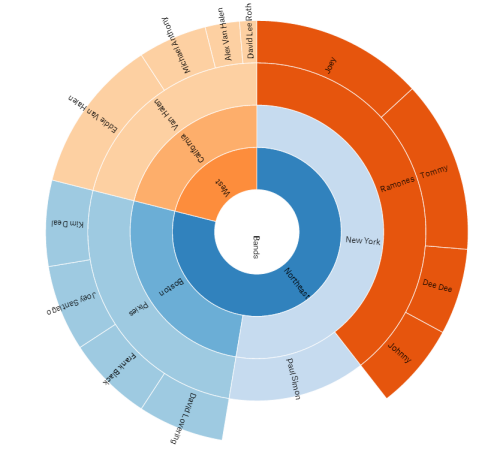 Bands
Northeast
West
New York
Boston
California
Ramones
Paul Simon
Pixies
Van Halen
Joey
Tommy
Dee Dee
Johnny
David Lovering
Frank Black
Joey Santiago
Kim Deal
Eddie Van Halen
Michael Anthony
Alex Van Halen
David Lee Roth